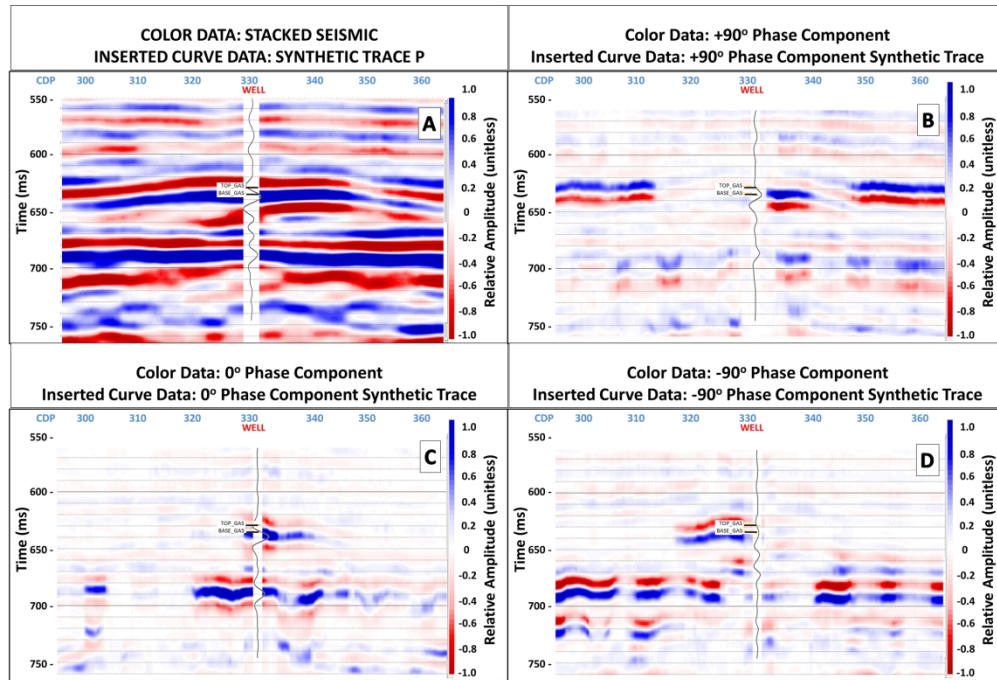 COLOR DATA: STACKED SEISMIC
INSERTED CURVE DATA: SYNTHETIC TRACE P
CDP 300 310 320 330 340 350 360
WELL
A
550 -
600 -
650 -
700 -
750 -
Time (ms)
TOP_GAS
BASE_GAS
1.0
0.8
0.6
0.4
0.2
0
-0.2
-0.4
-0.6
-0.8
-1.0
Relative Amplitude (unitless)
Color Data: +90° Phase Component
Inserted Curve Data: +90° Phase Component Synthetic Trace
CDP 300 310 320 330 340 350 360
WELL
B
550 -
600 -
650 -
700 -
750 -
Time (ms)
TOP_GAS
BASE_GAS
1.0
0.8
0.6
0.4
0.2
0
-0.2
-0.4
-0.6
-0.8
-1.0
Relative Amplitude (unitless)
Color Data: 0° Phase Component
Inserted Curve Data: 0° Phase Component Synthetic Trace
CDP 300 310 320 330 340 350 360
WELL
C
550 -
600 -
650 -
700 -
750 -
Time (ms)
TOP_GAS
BASE_GAS
1.0
0.8
0.6
0.4
0.2
0
-0.2
-0.4
-0.6
-0.8
-1.0
Relative Amplitude (unitless)
Color Data: -90° Phase Component
Inserted Curve Data: -90° Phase Component Synthetic Trace
CDP 300 310 320 330 340 350 360
WELL
D
550 -
600 -
650 -
700 -
750 -
Time (ms)
TOP_GAS
BASE_GAS
1.0
0.8
0.6
0.4
0.2
0
-0.2
-0.4
-0.6
-0.8
-1.0
Relative Amplitude (unitless)